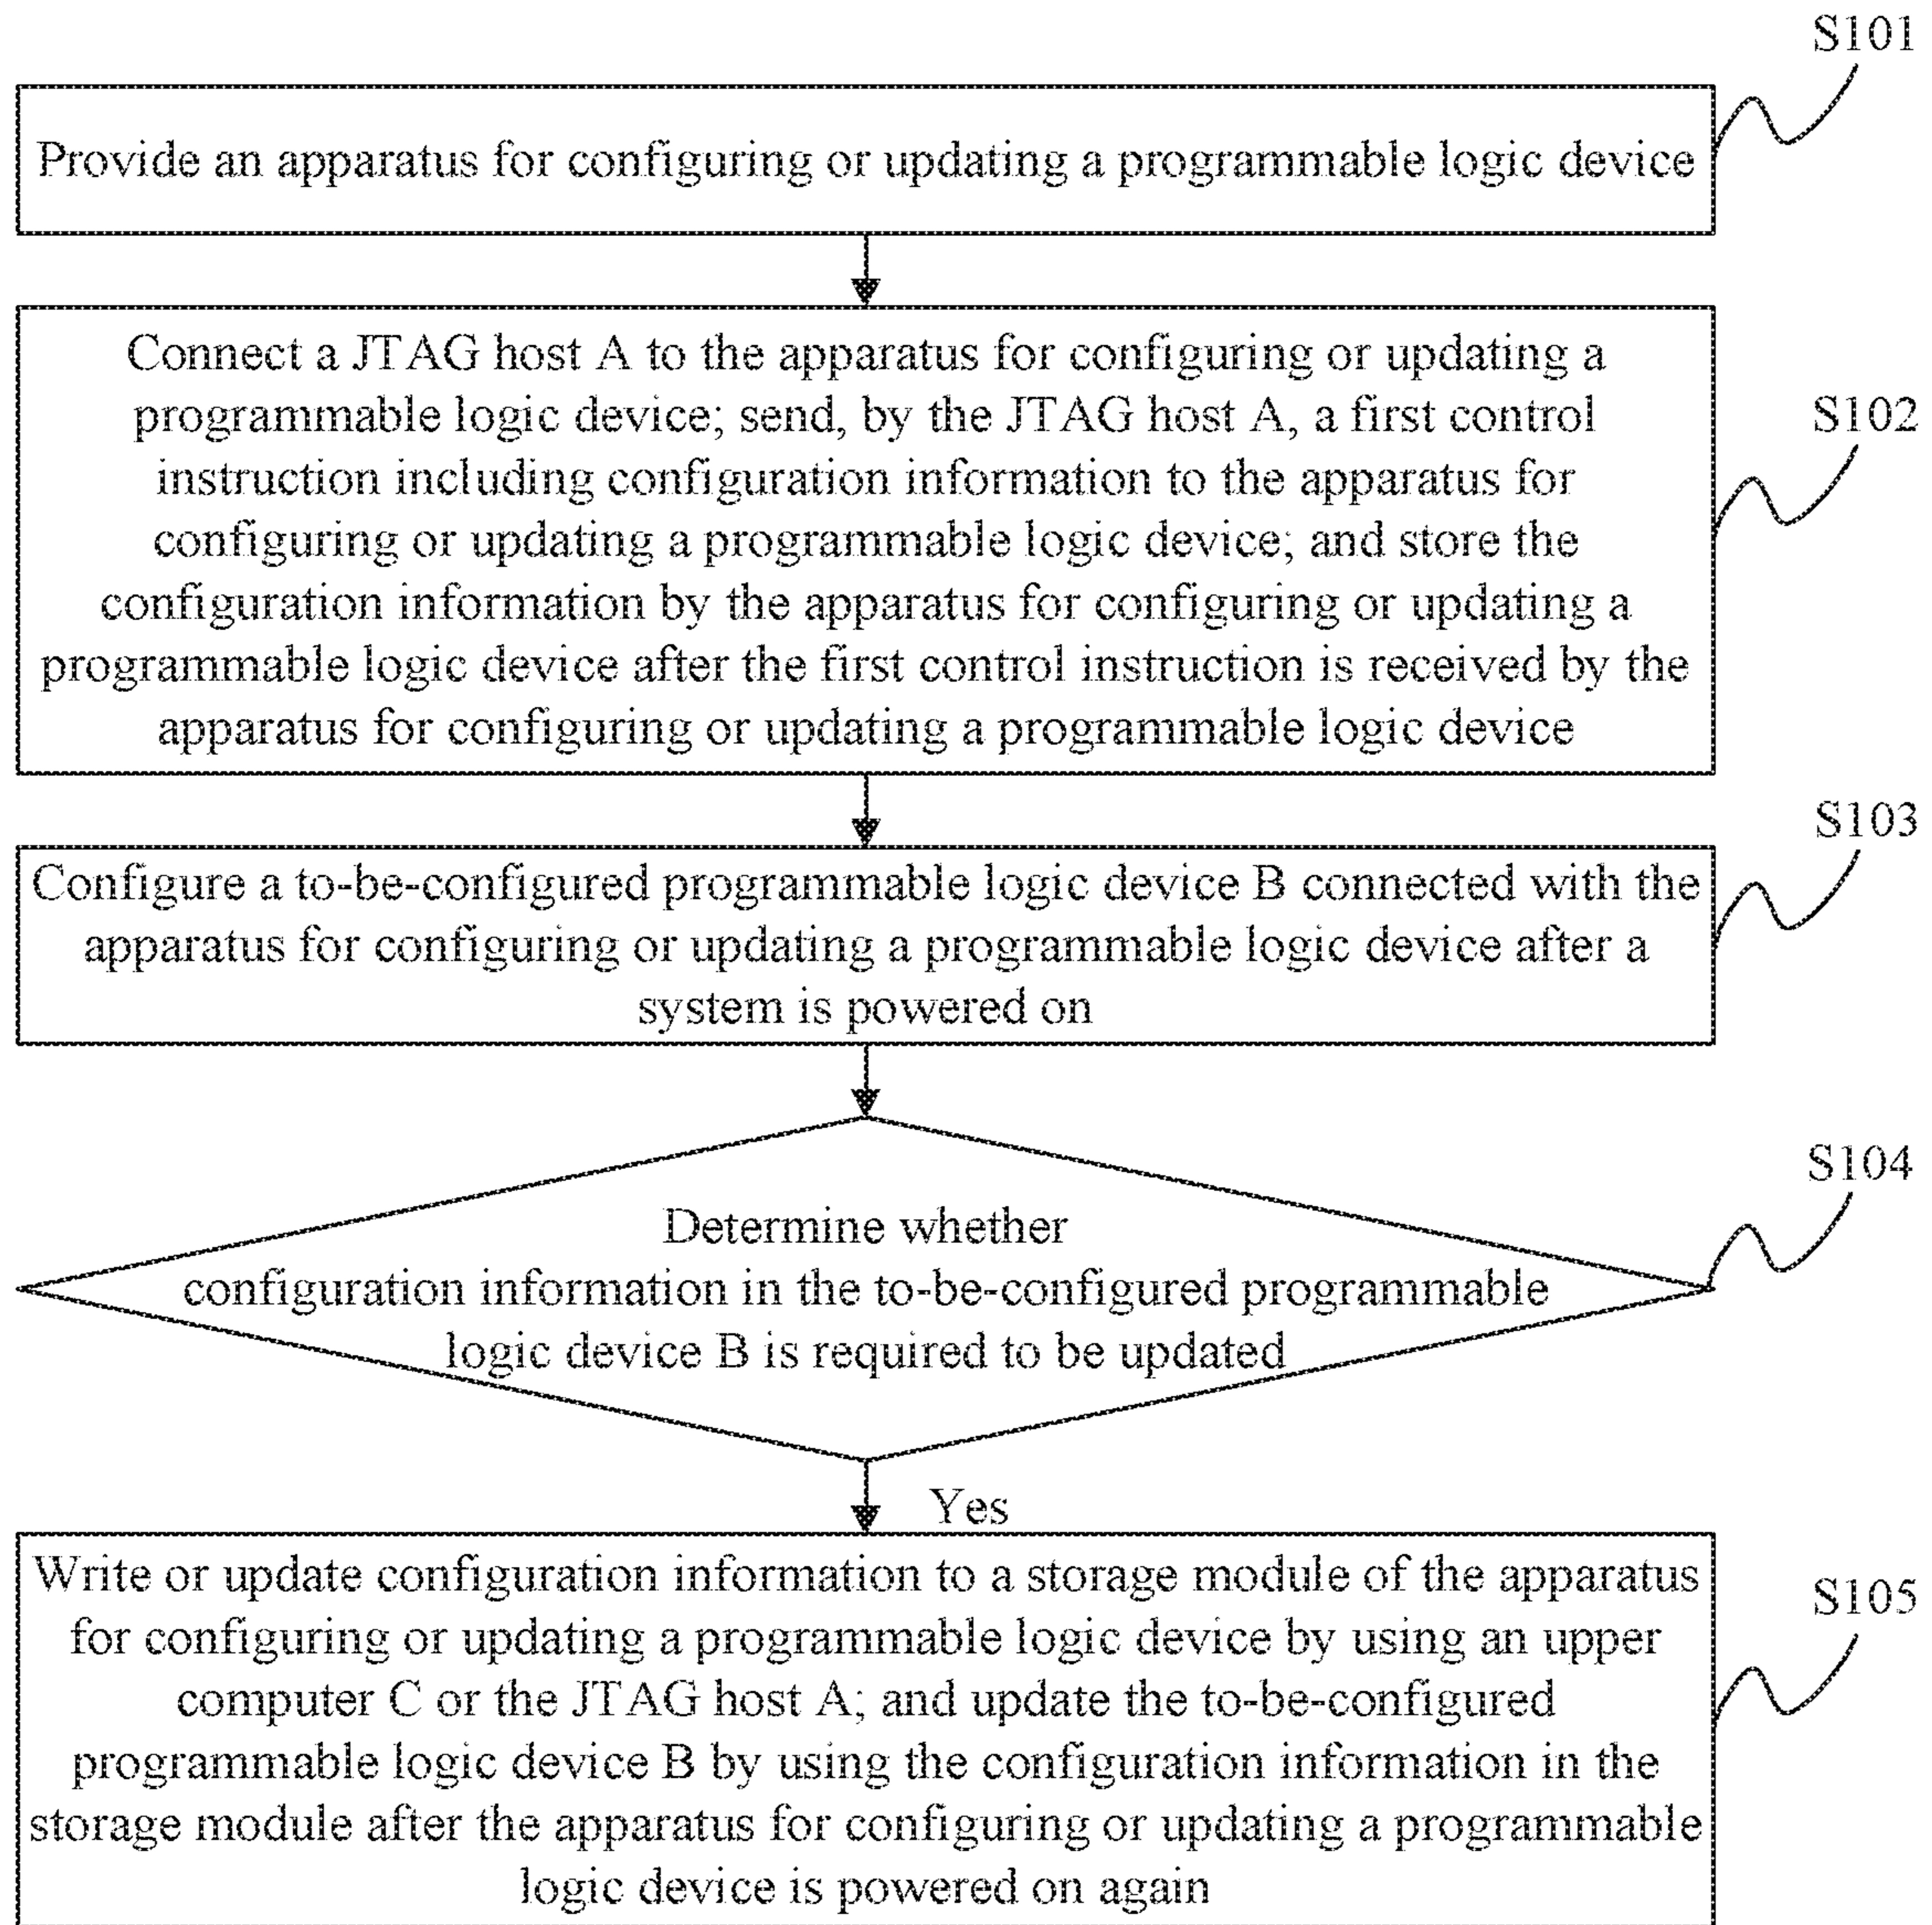 S101
Provide an apparatus for configuring or updating a programmable logic device
Connect a JTAG host A to the apparatus for configuring or updating a
programmable logic device; send, by the JTAG host A, a first control
instruction including configuration information to the apparatus for
configuring or updating a programmable logic device; and store the
configuration information by the apparatus for configuring or updating a
programmable logic device after the first control instruction is received by the
apparatus for configuring or updating a programmable logic device
S102
S103
Configure a to-be-configured programmable logic device B connected with the
apparatus for configuring or updating a programmable logic device after a
system is powered on
S104
Determine whether
configuration information in the to-be-configured programmable
logic device B is required to be updated
Yes
Write or update configuration information to a storage module of the apparatus
for configuring or updating a programmable logic device by using an upper
computer C or the JTAG host A; and update the to-be-configured
programmable logic device B by using the configuration information in the
storage module after the apparatus for configuring or updating a programmable
logic device is powered on again
S105